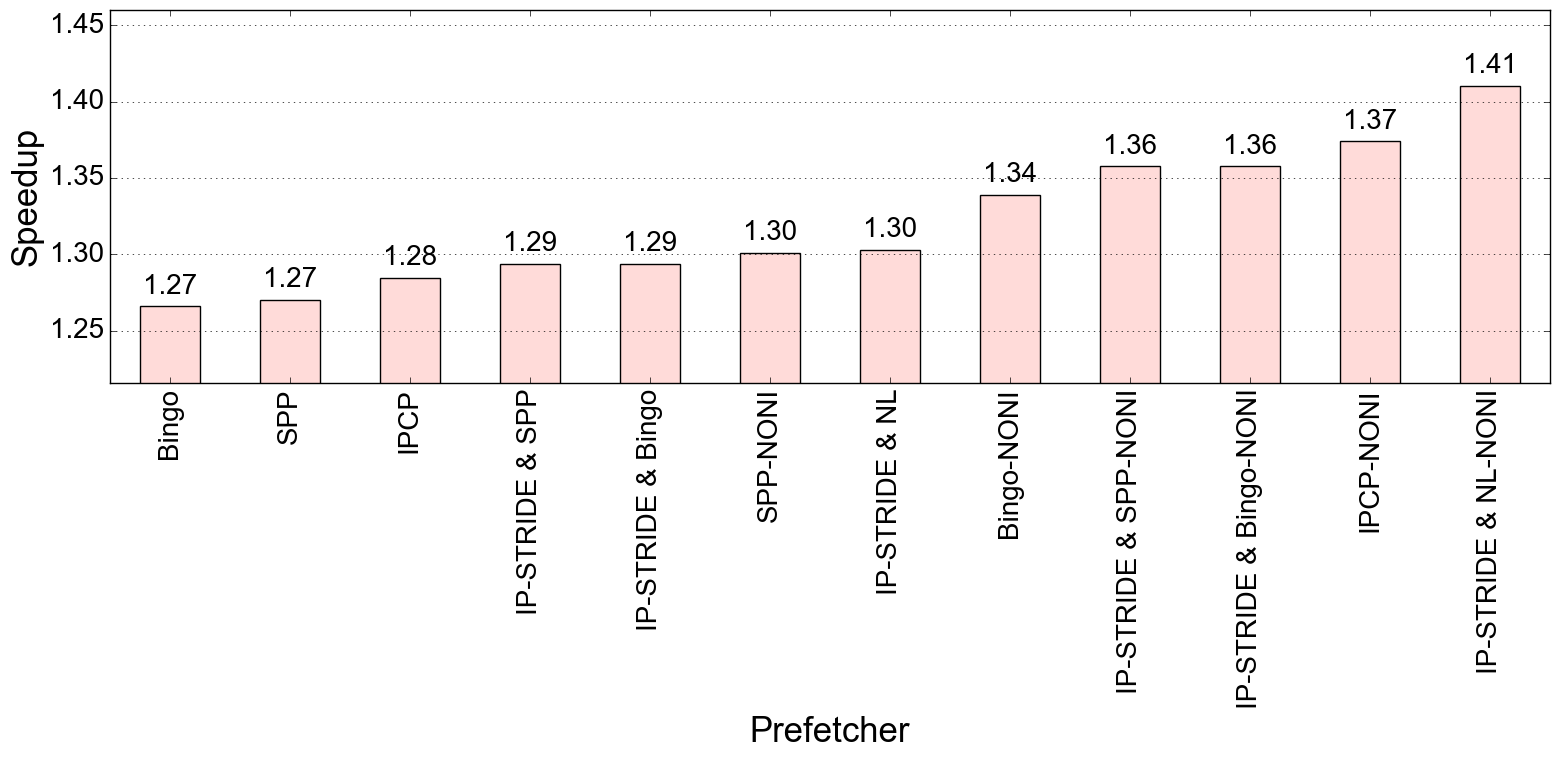 1.45
1.40
1.35
1.30
1.25
Speedup
1.27
1.27
1.28
1.29
1.29
1.30
1.30
1.34
1.36
1.36
1.37
1.41
Bingo
SPP
IPCP
IP-STRIDE & SPP
IP-STRIDE & Bingo
SPP-NONI
IP-STRIDE & NL
Bingo-NONI
IP-STRIDE & SPP-NONI
IP-STRIDE & Bingo-NONI
IPCP-NONI
IP-STRIDE & NL-NONI
Prefetcher